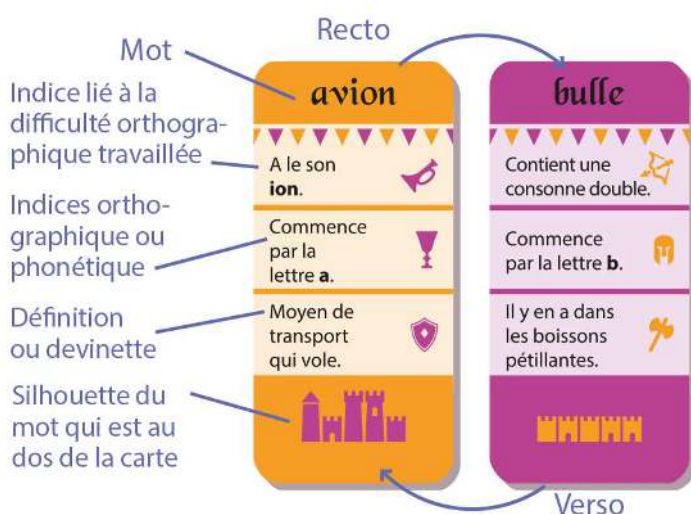 Recto
Mot
Indice lié à la
difficulté orthogra-
phique travaillée
Indices ortho-
graphique ou
phonétique
Définition
ou devinette
Silhouette du
mot qui est au
dos de la carte
avion
A le son
ion.
Commence
par la
lettre a.
Moyen de
transport
qui vole.
bulle
Contient une
consonne double.
Commence
par la lettre b.
Il y en a dans
les boissons
pétillantes.
Verso